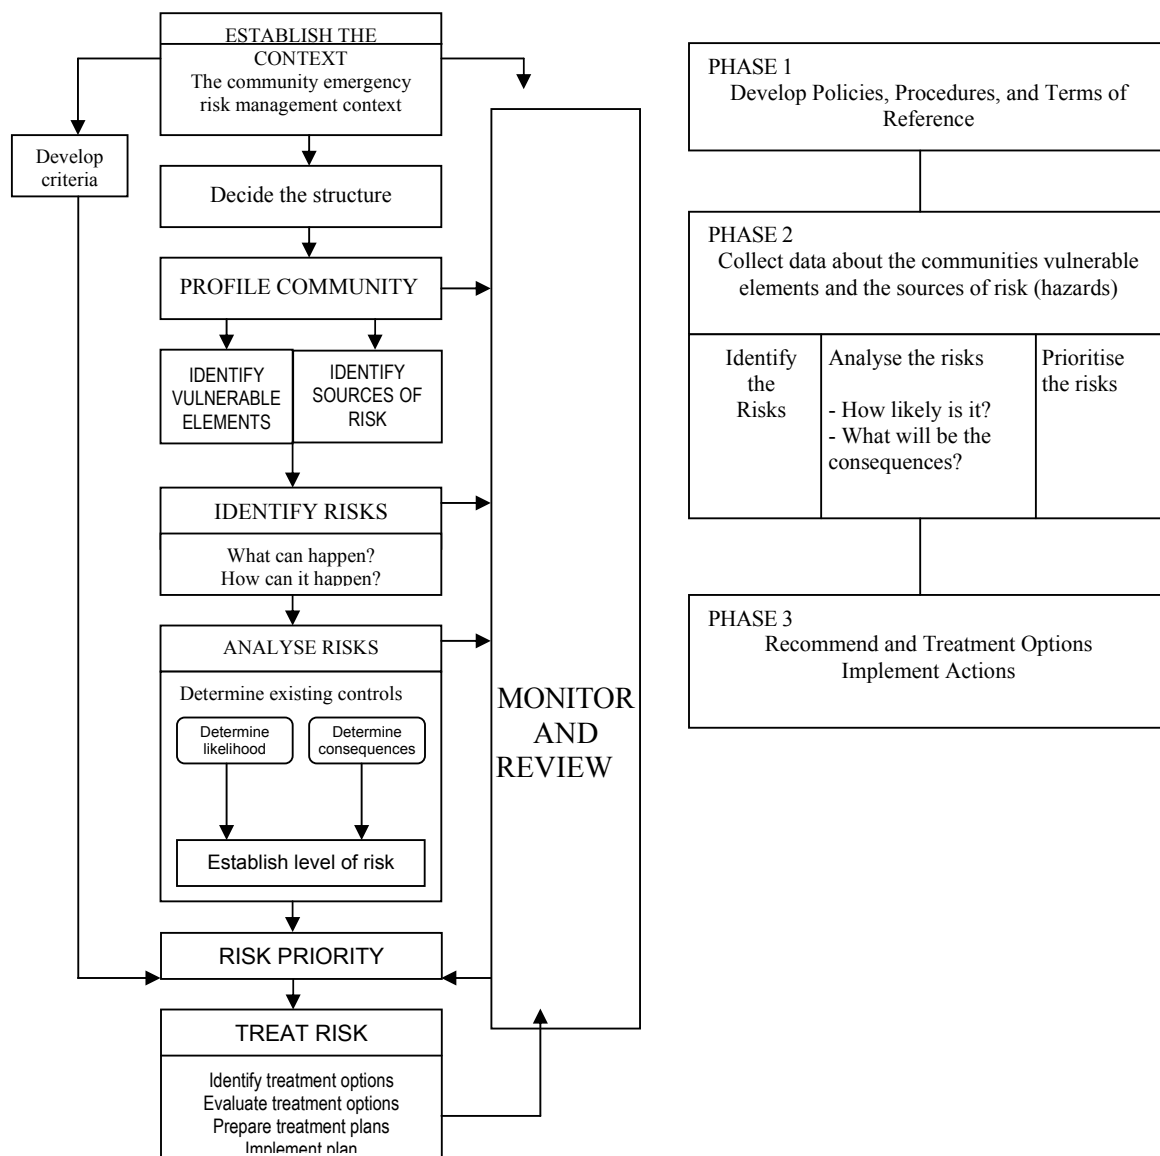 ESTABLISH THE
CONTEXT
The community emergency
risk management context
Develop
criteria
Decide the structure
PROFILE COMMUNITY
IDENTIFY
VULNERABLE
ELEMENTS
IDENTIFY
SOURCES OF
RISK
IDENTIFY RISKS
What can happen?
How can it happen?
ANALYSE RISKS
Determine existing controls
Determine
likelihood
Determine
consequences
Establish level of risk
RISK PRIORITY
TREAT RISK
Identify treatment options
Evaluate treatment options
Prepare treatment plans
Implement plan
MONITOR
AND
REVIEW
PHASE 1
Develop Policies, Procedures, and Terms of
Reference
PHASE 2
Collect data about the communities vulnerable
elements and the sources of risk (hazards)
Identify
the
Risks
Analyse the risks
- How likely is it?
- What will be the
consequences?
Prioritise
the risks
PHASE 3
Recommend and Treatment Options
Implement Actions